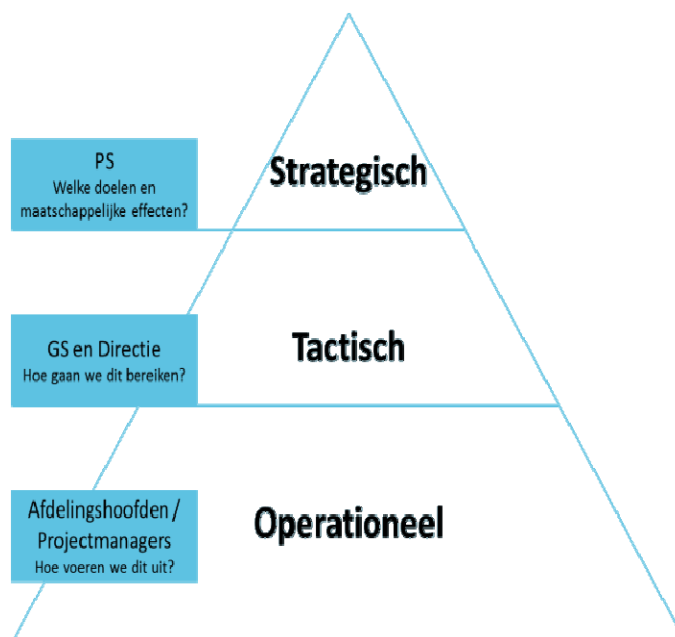 PS
Welke doelen en
maatschappelijke effecten?
Strategisch
GS en Directie
Hoe gaan we dit bereiken?
Tactisch
Afdelingshoofden /
Projectmanagers
Hoe voeren we dit uit?
Operationeel